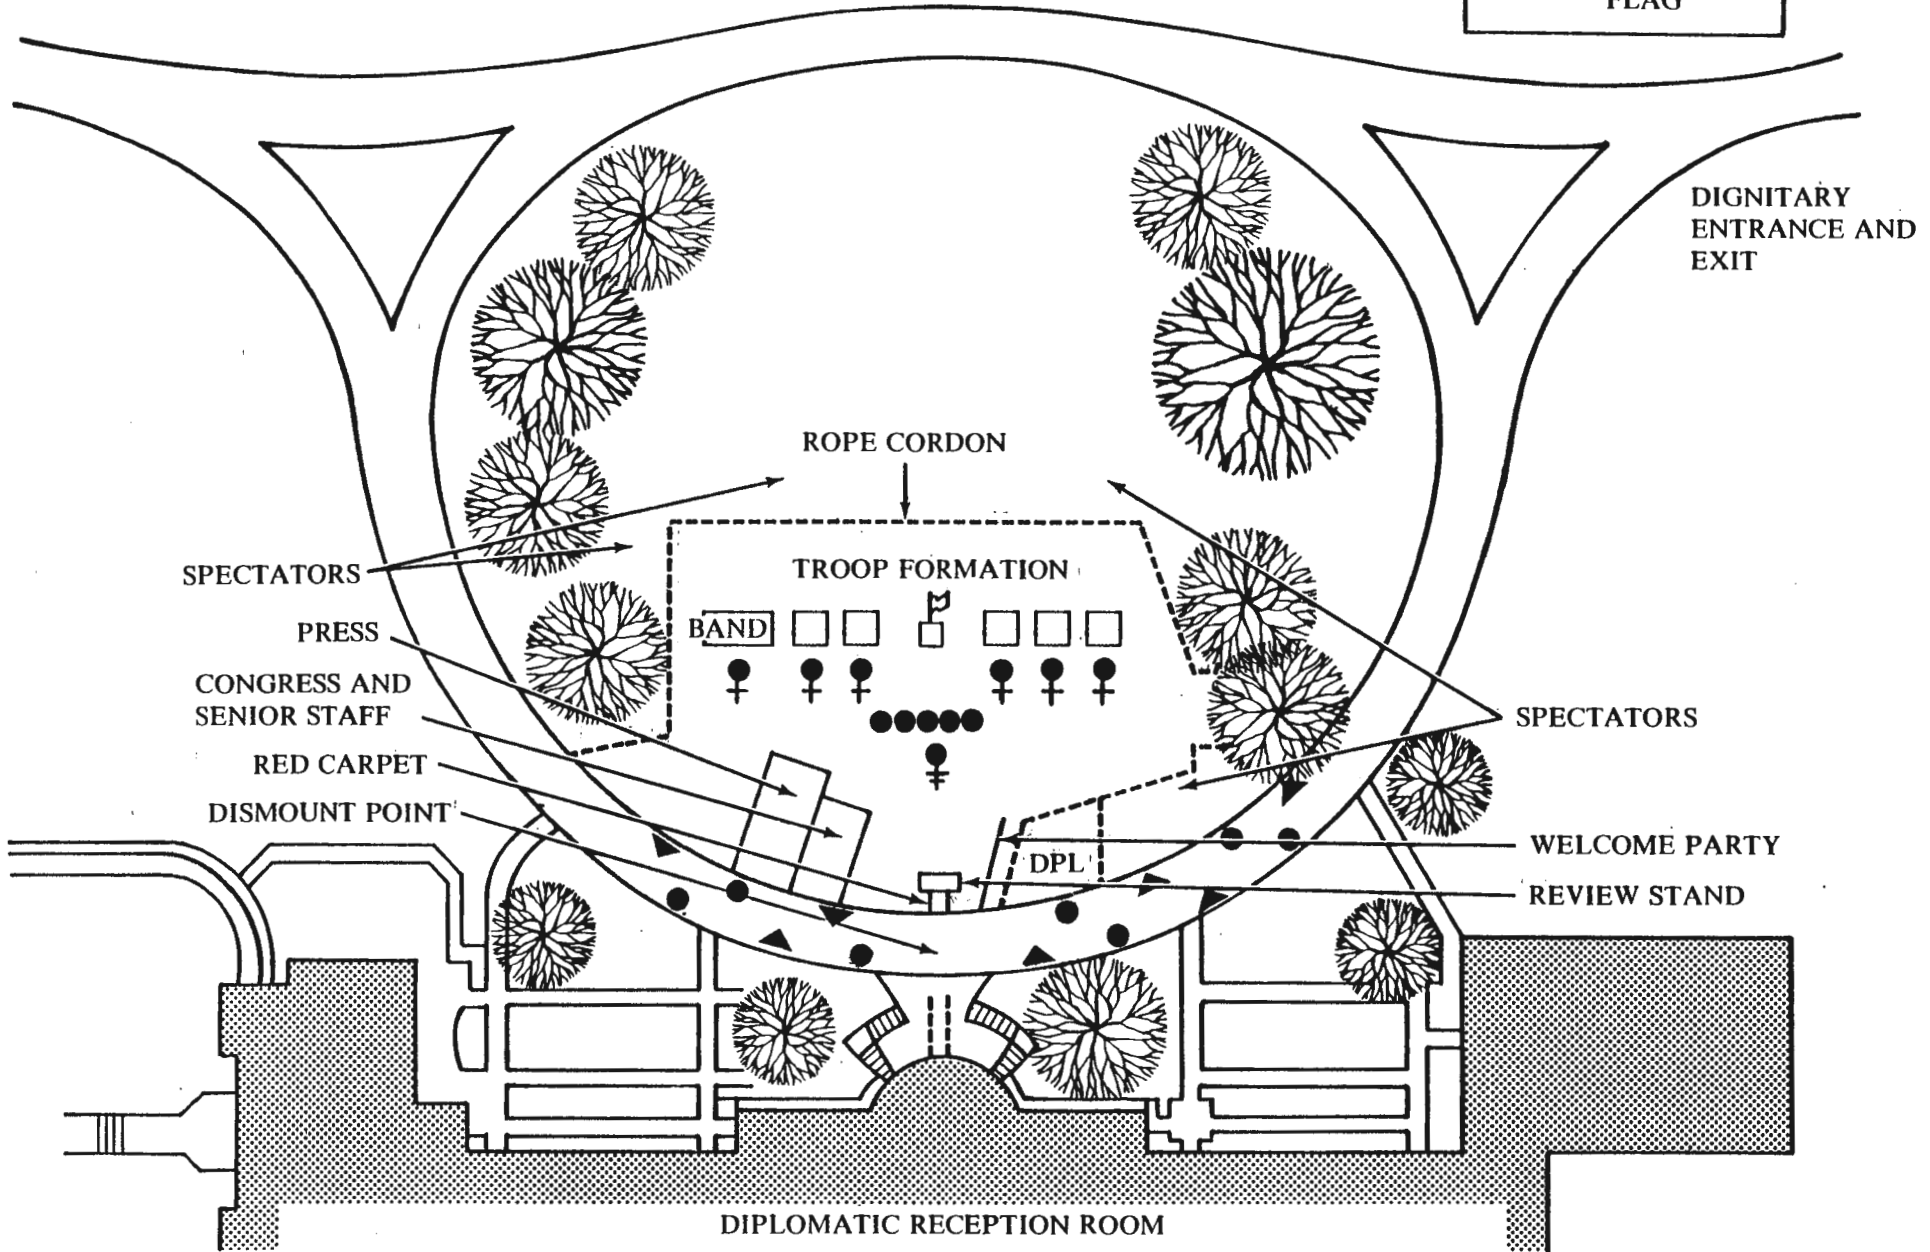 FLAG
DIGNITARY
ENTRANCE AND
EXIT
ROPE CORDON
TROOP FORMATION
SPECTATORS
BAND
PRESS
CONGRESS AND
SENIOR STAFF
RED CARPET
DISMOUNT POINT
SPECTATORS
WELCOME PARTY
DPL
REVIEW STAND
DIPLOMATIC RECEPTION ROOM